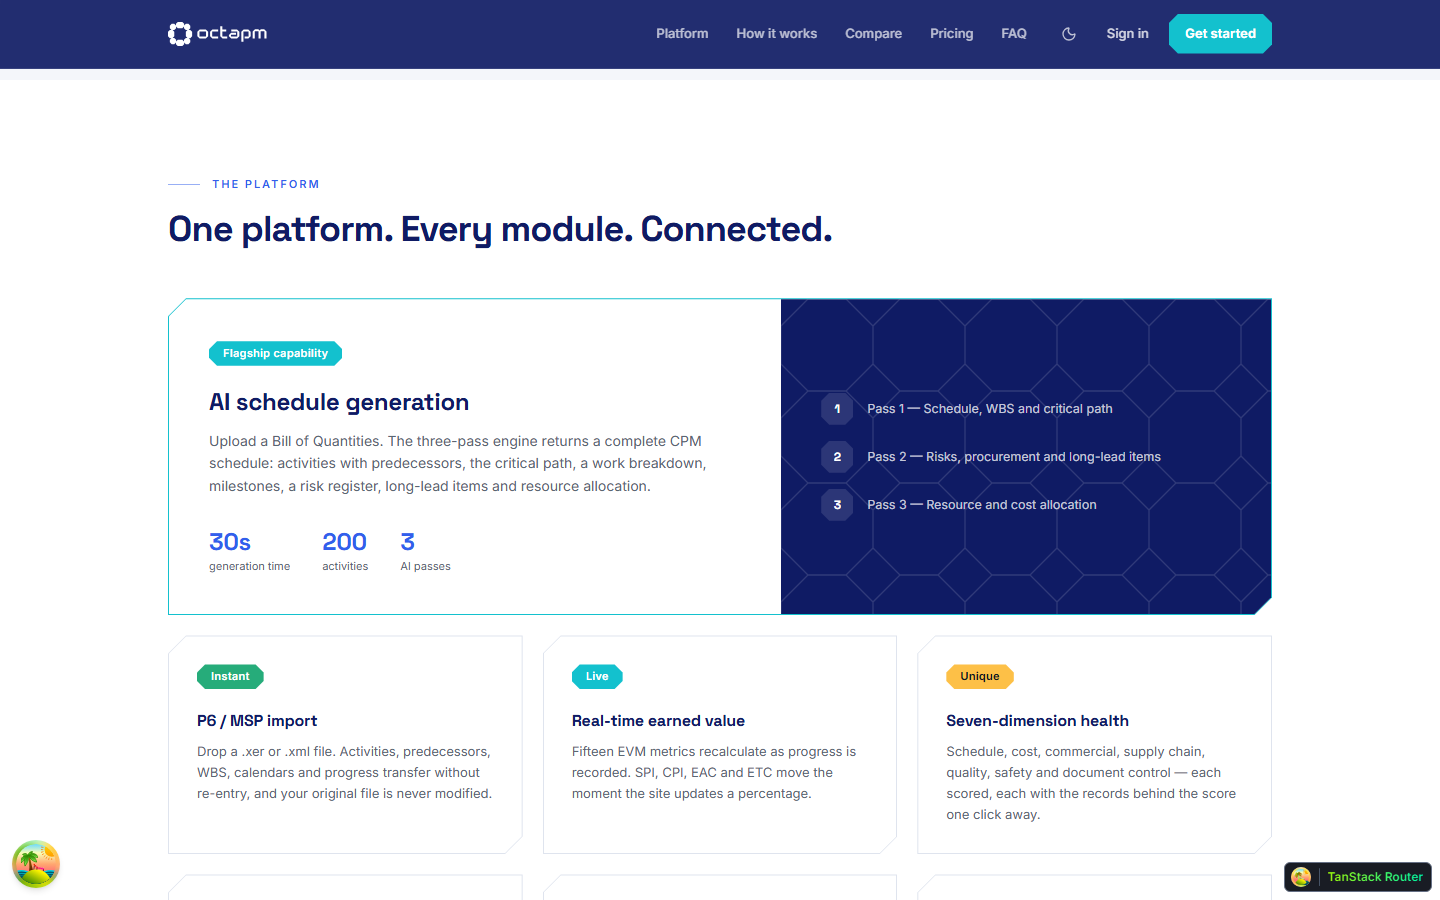 octapm
Platform
How it works
Compare
Pricing
FAQ
Sign in
Get started
THE PLATFORM
One platform. Every module. Connected.
Flagship capability
AI schedule generation
Upload a Bill of Quantities. The three-pass engine returns a complete CPM
schedule: activities with predecessors, the critical path, a work breakdown,
milestones, a risk register, long-lead items and resource allocation.
30s
generation time
200
activities
3
AI passes
1
Pass 1 — Schedule, WBS and critical path
2
Pass 2 — Risks, procurement and long-lead items
3
Pass 3 — Resource and cost allocation
Instant
P6 / MSP import
Drop a .xer or .xml file. Activities, predecessors,
WBS, calendars and progress transfer without
re-entry, and your original file is never modified.
Live
Real-time earned value
Fifteen EVM metrics recalculate as progress is
recorded. SPI, CPI, EAC and ETC move the
moment the site updates a percentage.
Unique
Seven-dimension health
Schedule, cost, commercial, supply chain,
quality, safety and document control — each
scored, each with the records behind the score
one click away.
TanStack Router